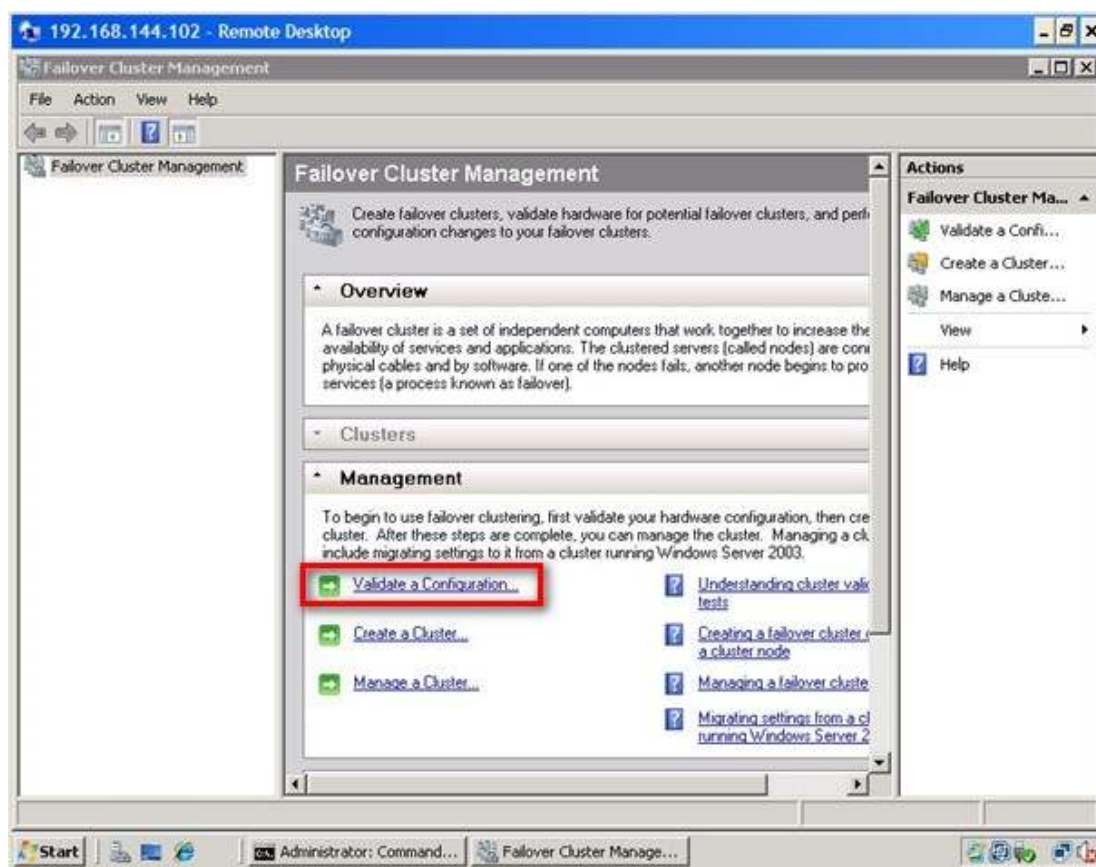 192.168.144.102 - Remote Desktop
Failover Cluster Management
File Action View Help
Failover Cluster Management
Failover Cluster Management
Create failover clusters, validate hardware for potential failover clusters, and perf
configuration changes to your failover clusters.
Overview
A failover cluster is a set of independent computers that work together to increase the
availability of services and applications. The clustered servers (called nodes) are con
physical cables and by software. If one of the nodes fails, another node begins to pro
services (a process known as failover).
Clusters
Management
To begin to use failover clustering, first validate your hardware configuration, then cre
cluster. After these steps are complete, you can manage the cluster. Managing a clu
include migrating settings to it from a cluster running Windows Server 2003.
Validate a Configuration...
Create a Cluster...
Manage a Cluster...
Understanding cluster valid
tests
Creating a failover cluster
a cluster node
Managing a failover cluste
Migrating settings from a cl
running Windows Server 2
Actions
Failover Cluster Ma...
Validate a Confi...
Create a Cluster...
Manage a Cluste...
View
Help
Start
Administrator: Command...
Failover Cluster Manage...